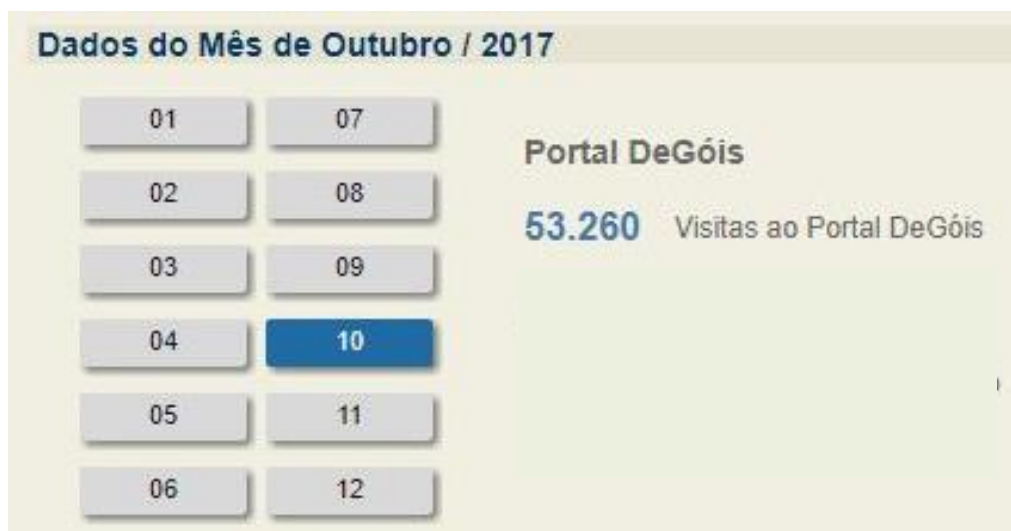 Dados do Mês de Outubro / 2017
01 07
Portal DeGóis
02 08
53.260 Visitas ao Portal DeGóis
03 09
04 10
05 11
06 12